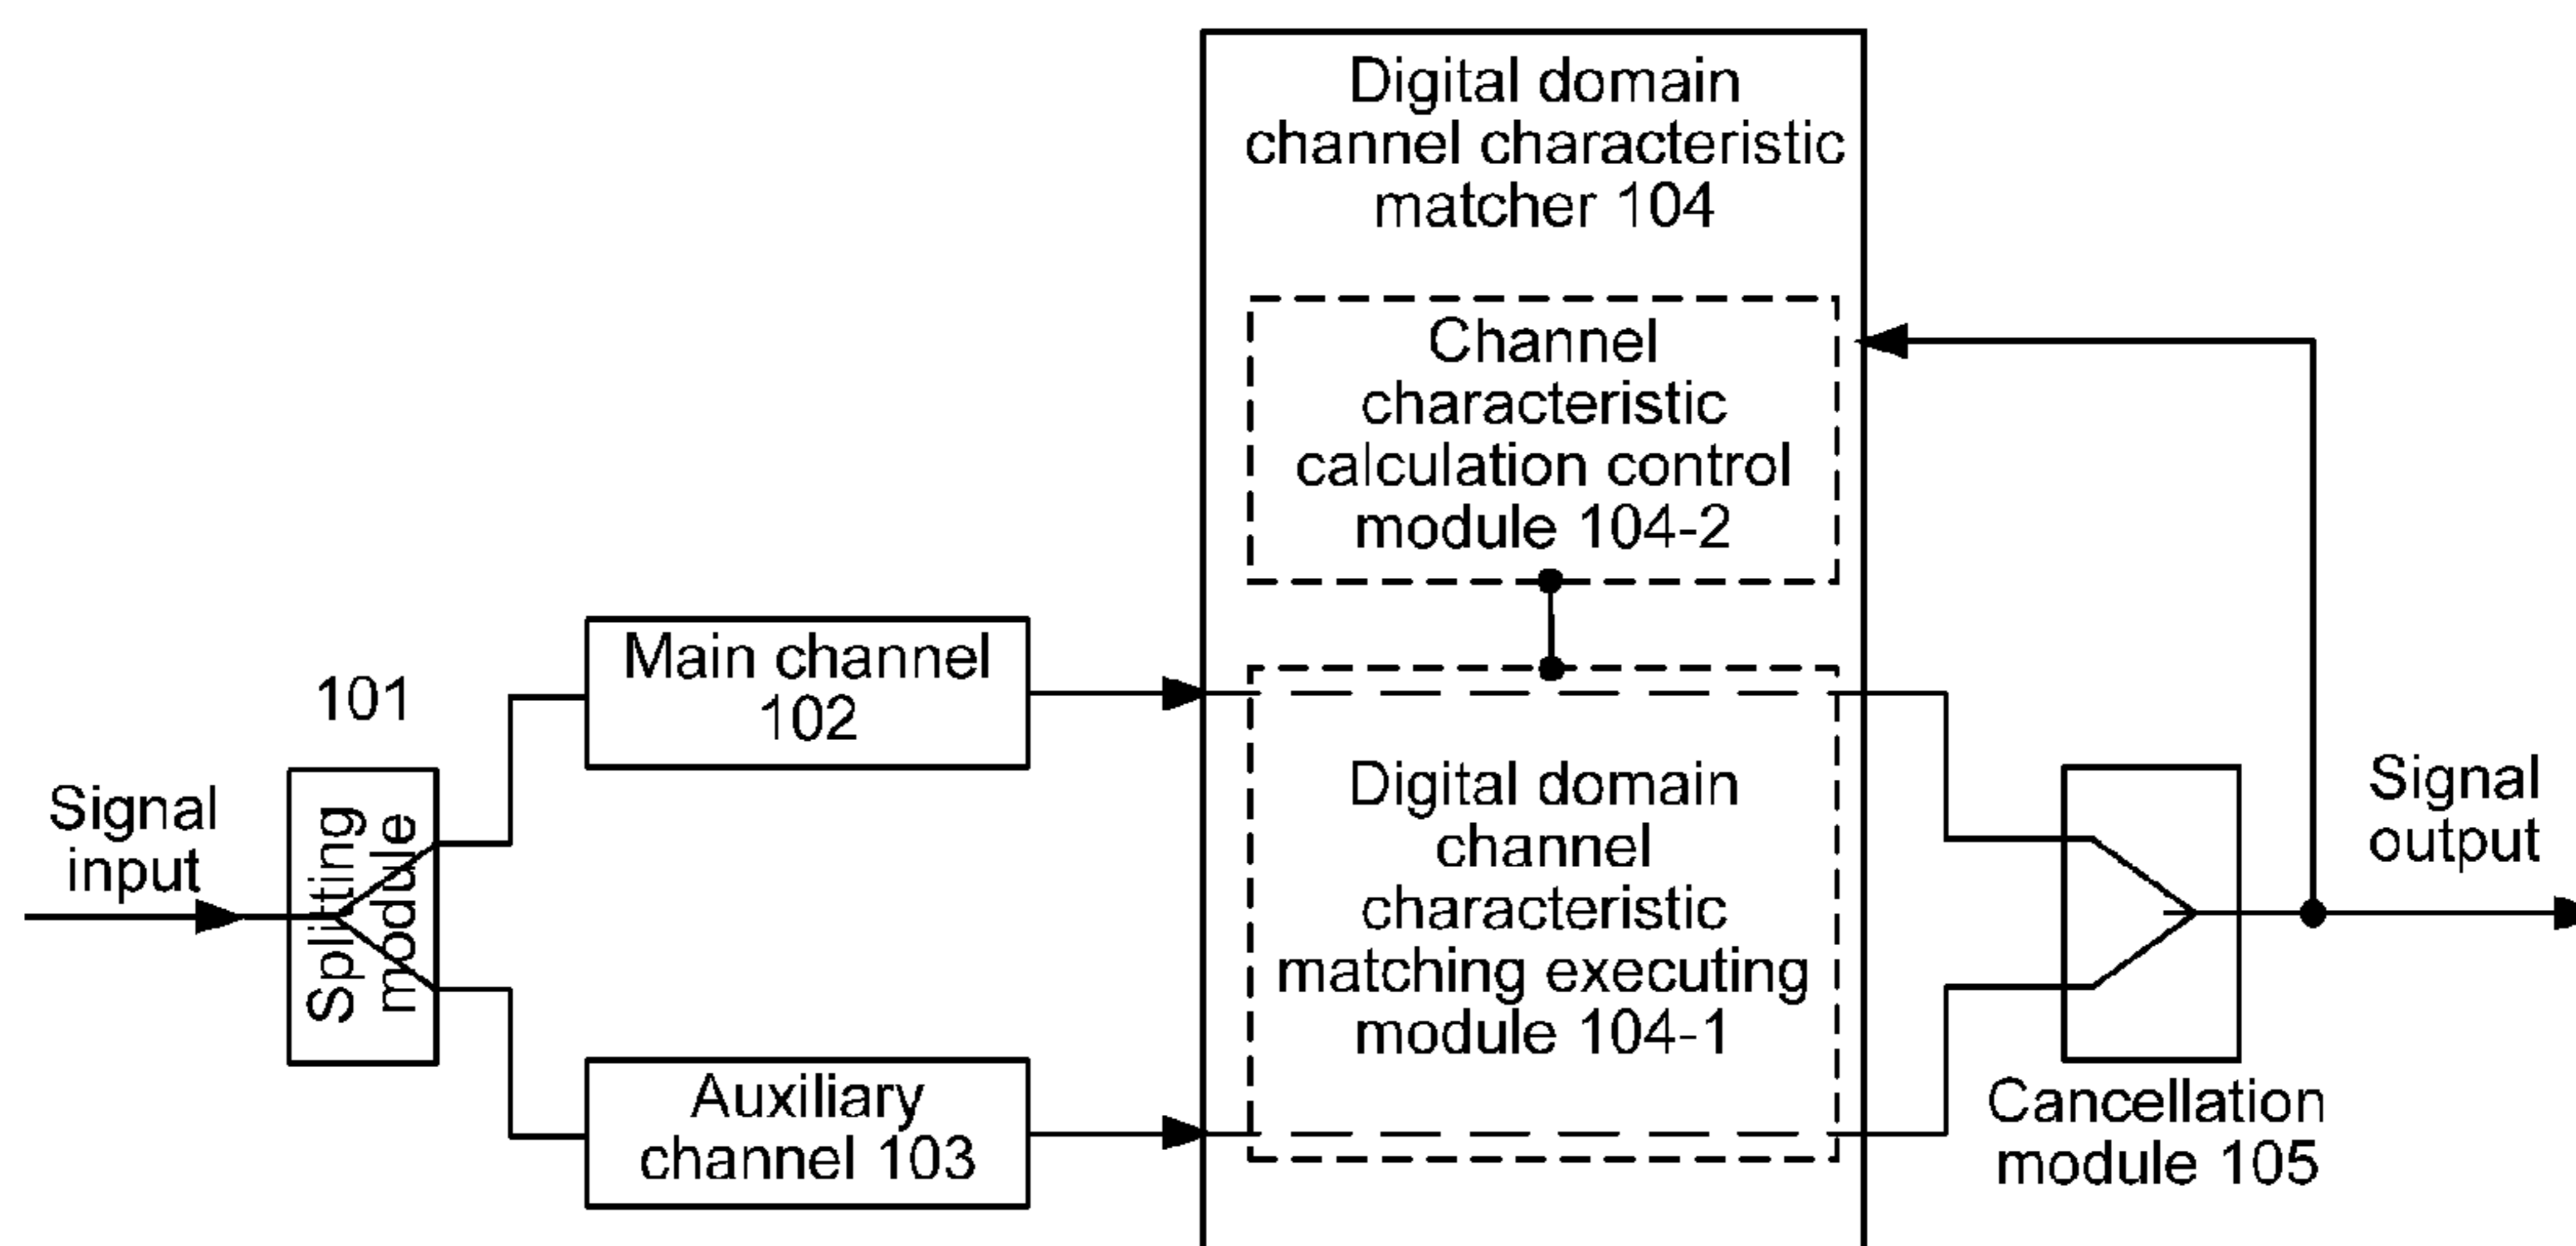 Digital domain
channel characteristic
matcher 104
Channel
characteristic
calculation control
module 104-2
Main channel
102
101
Signal
input
Splitting
module
Digital domain
channel
characteristic
matching executing
module 104-1
Signal
output
Auxiliary
channel 103
Cancellation
module 105